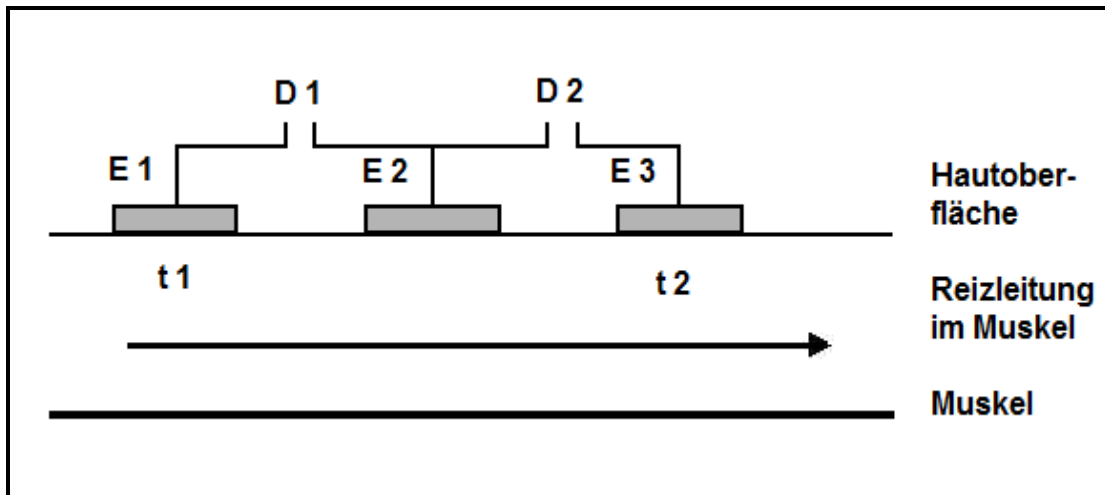 D 1 D 2
E 1 E 2 E 3
Hautober-
fläche
t 1 t 2
Reizleitung
im Muskel
Muskel